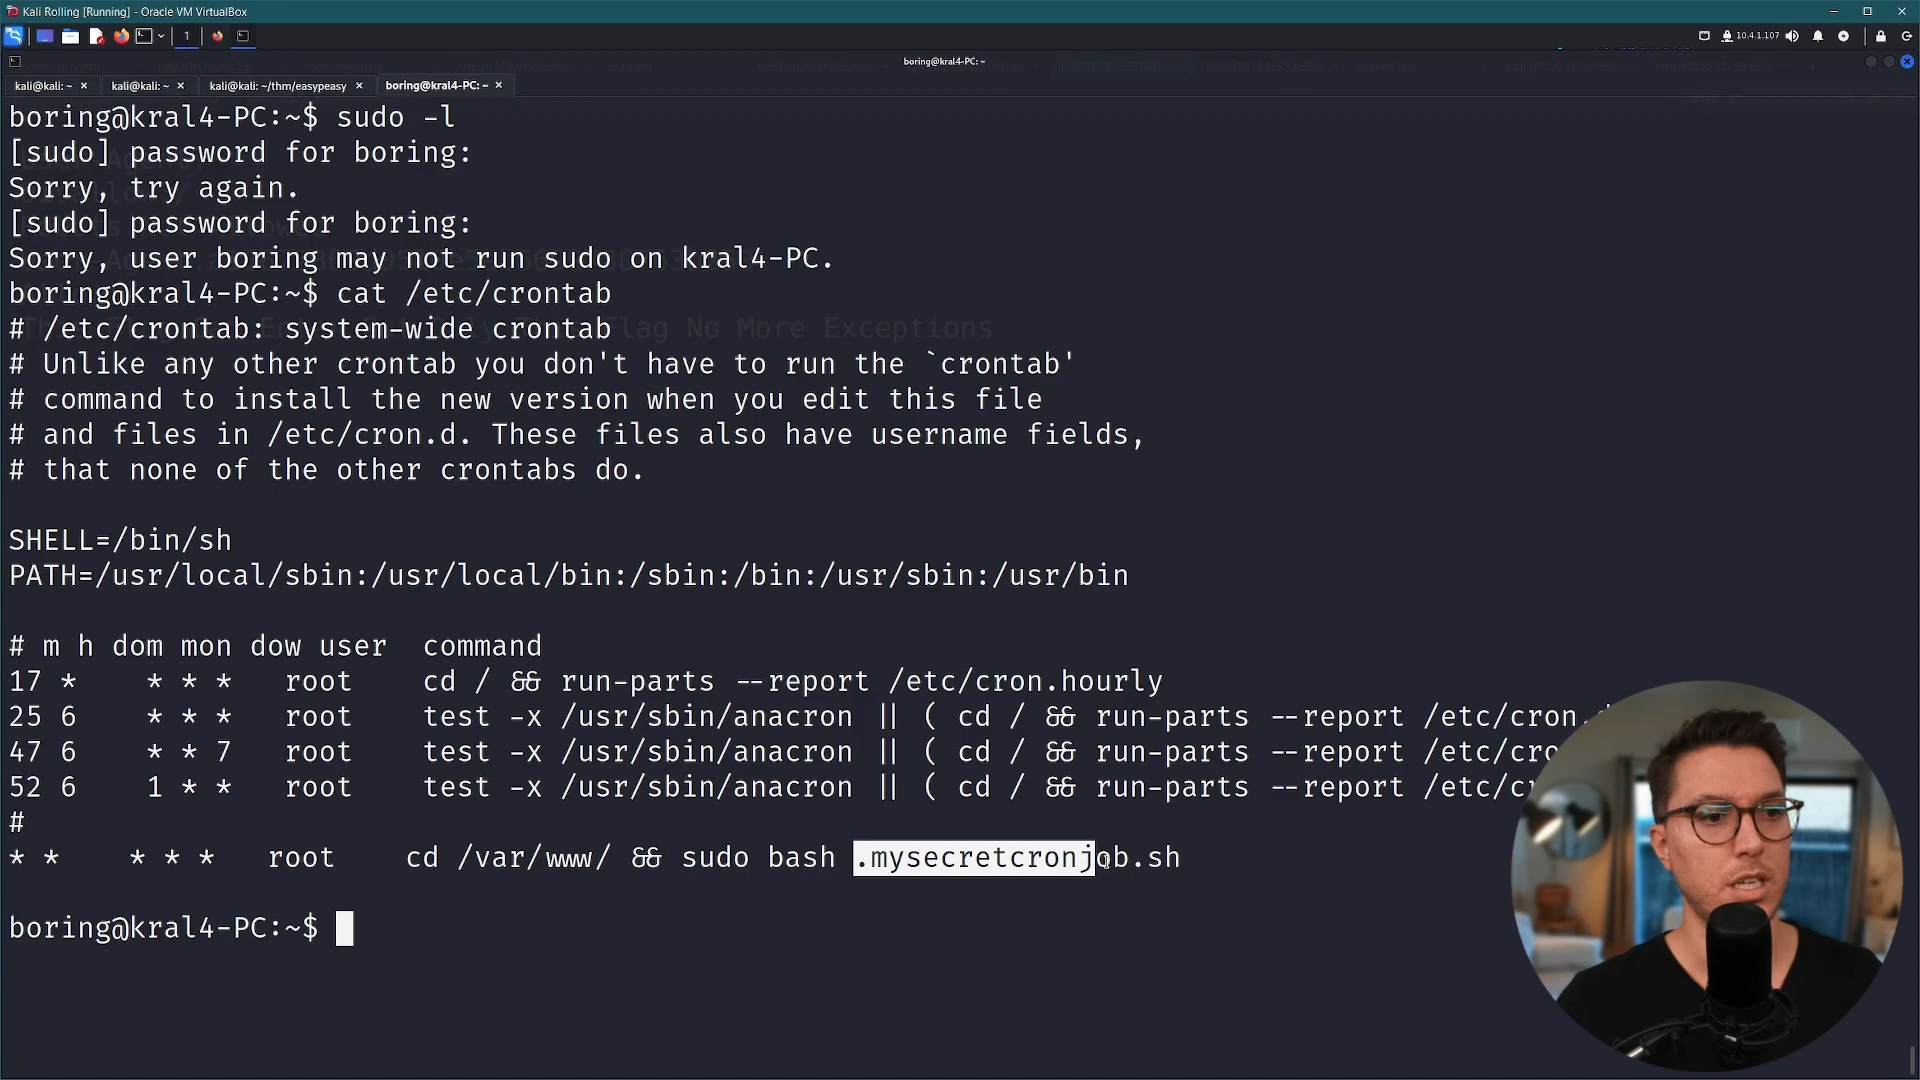 Kali Rolling [Running] - Oracle VM VirtualBox
1
10.4.1.107
boring@kral4-PC: ~
kali@kali: ~ × kali@kali: ~ × kali@kali: ~/thm/easypeasy × boring@kral4-PC: ~ ×
boring@kral4-PC:~$ sudo -l
[sudo] password for boring:
Sorry, try again.
[sudo] password for boring:
Sorry, user boring may not run sudo on kral4-PC.
boring@kral4-PC:~$ cat /etc/crontab
# /etc/crontab: system-wide crontab
# Unlike any other crontab you don't have to run the `crontab'
# command to install the new version when you edit this file
# and files in /etc/cron.d. These files also have username fields,
# that none of the other crontabs do.
SHELL=/bin/sh
PATH=/usr/local/sbin:/usr/local/bin:/sbin:/bin:/usr/sbin:/usr/bin
# m h dom mon dow user  command
17 *    * * *   root    cd / && run-parts --report /etc/cron.hourly
25 6    * * *   root    test -x /usr/sbin/anacron || ( cd / && run-parts --report /etc/cron.
47 6    * * 7   root    test -x /usr/sbin/anacron || ( cd / && run-parts --report /etc/cro
52 6    1 * *   root    test -x /usr/sbin/anacron || ( cd / && run-parts --report /etc/c
#
* *    * * *   root    cd /var/www/ && sudo bash .mysecretcronjob.sh
boring@kral4-PC:~$